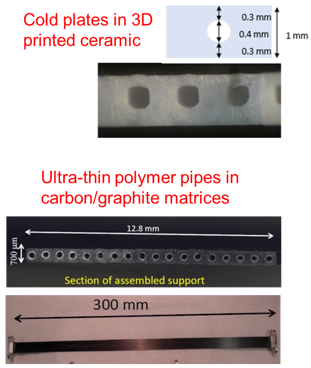 Cold plates in 3D
printed ceramic
0.3 mm
0.4 mm
0.3 mm
1 mm
Ultra-thin polymer pipes in
carbon/graphite matrices
12.8 mm
700 μm
Section of assembled support
300 mm